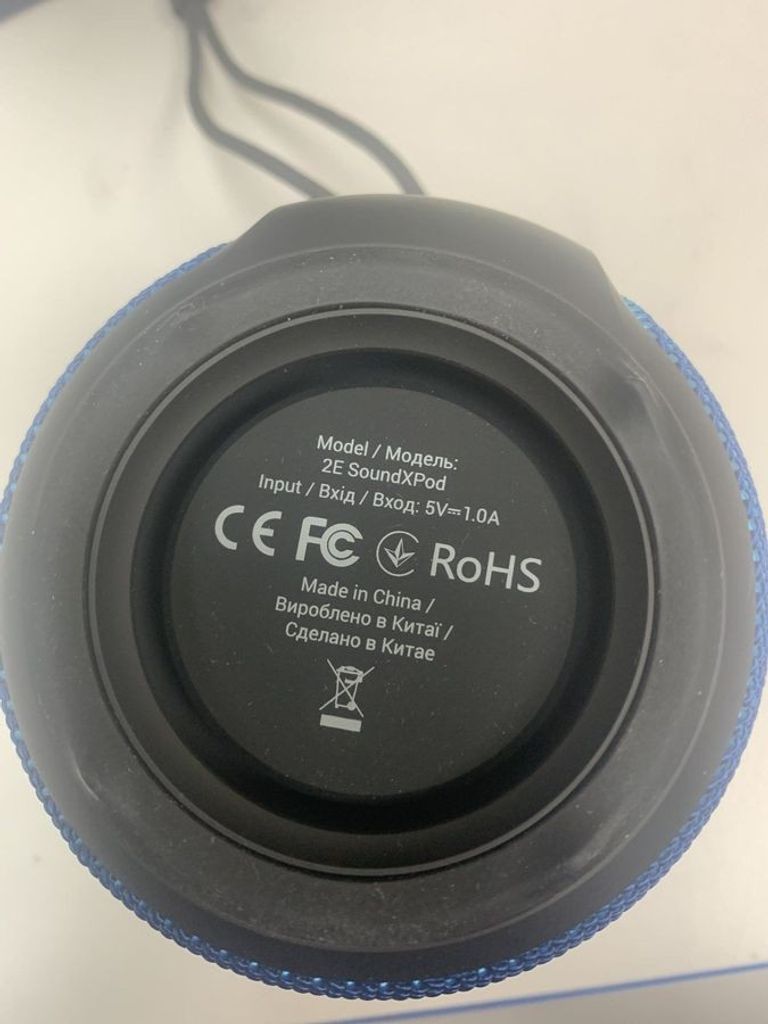 Model / Модель:
2E SoundXPod
Input / Вхід / Вход: 5V⎓1.0A
CE FC RoHS
Made in China /
Вироблено в Китаї /
Сделано в Китае